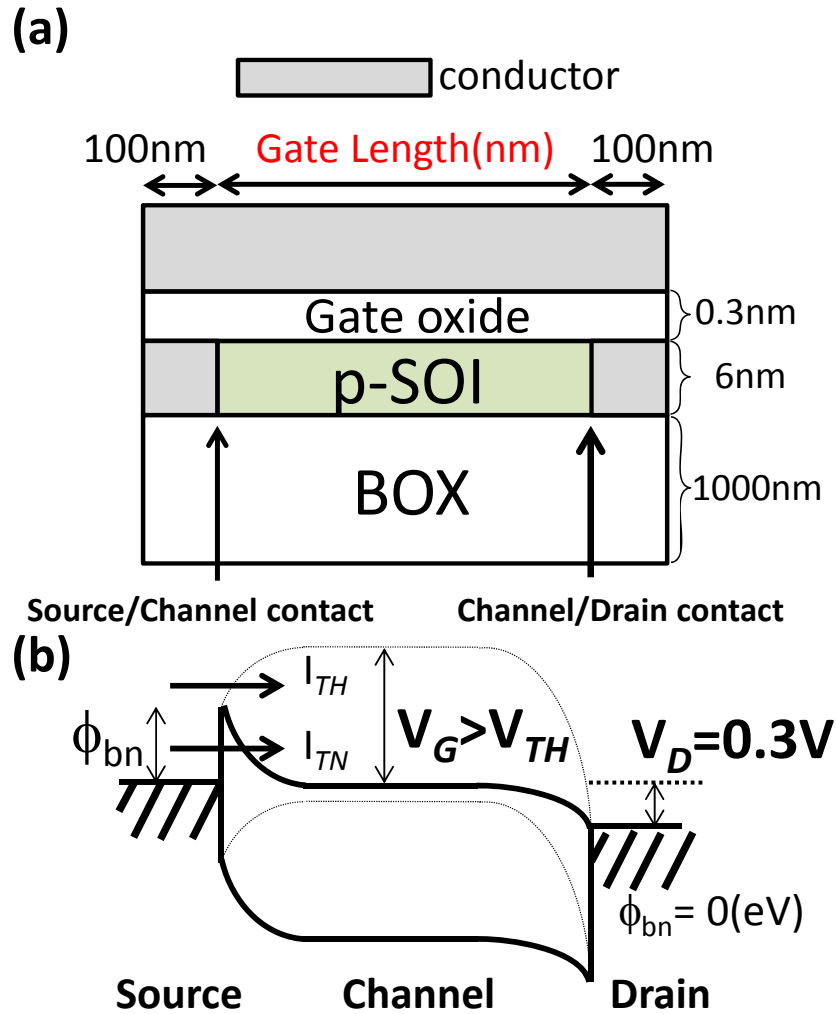 (a)
conductor
100nm Gate Length(nm) 100nm
Gate oxide
0.3nm
p-SOI
6nm
BOX
1000nm
Source/Channel contact
Channel/Drain contact
(b)
I_TH
ϕ_bn
I_TN
V_G>V_TH
V_D=0.3V
ϕ_bn= 0(eV)
Source Channel Drain